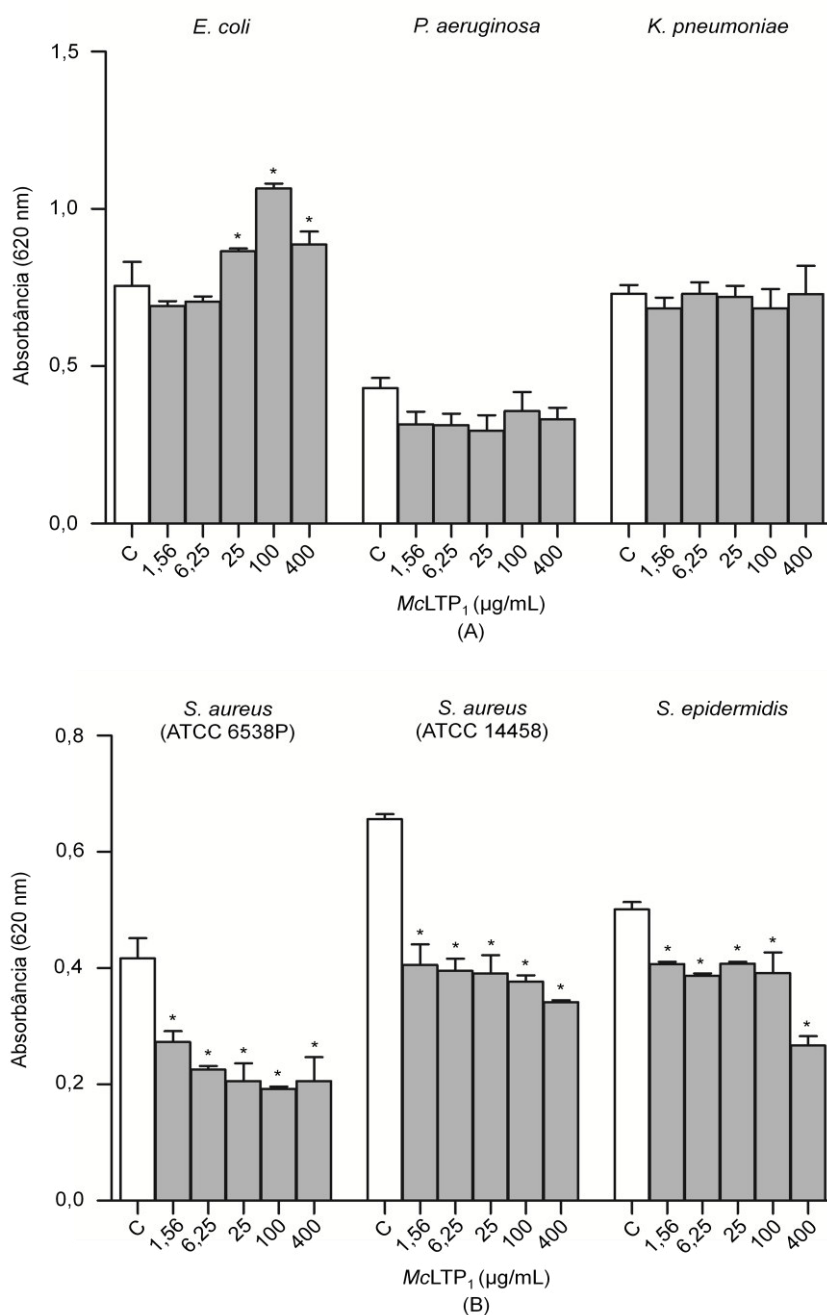 E. coli P. aeruginosa K. pneumoniae
1,5
*
1,0
* *
Absorbância (620 nm)
0,5
0,0
C 1,56 6,25 25 100 400 C 1,56 6,25 25 100 400 C 1,56 6,25 25 100 400
McLTP₁ (µg/mL)
(A)
S. aureus S. aureus S. epidermidis
(ATCC 6538P) (ATCC 14458)
0,8
0,6
Absorbância (620 nm)
* * * * * * * * *
0,4
* * * * * *
0,2
0,0
C 1,56 6,25 25 100 400 C 1,56 6,25 25 100 400 C 1,56 6,25 25 100 400
McLTP₁ (µg/mL)
(B)